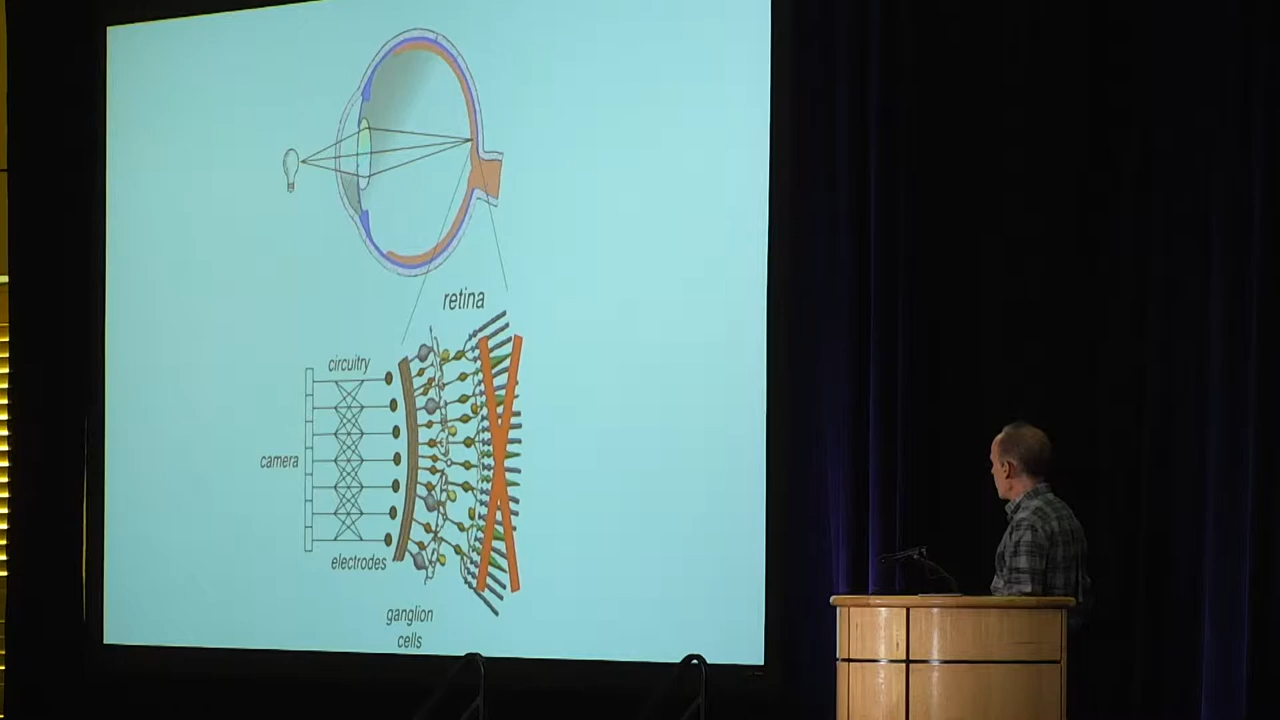 retina
circuitry
camera
electrodes
ganglion
cells